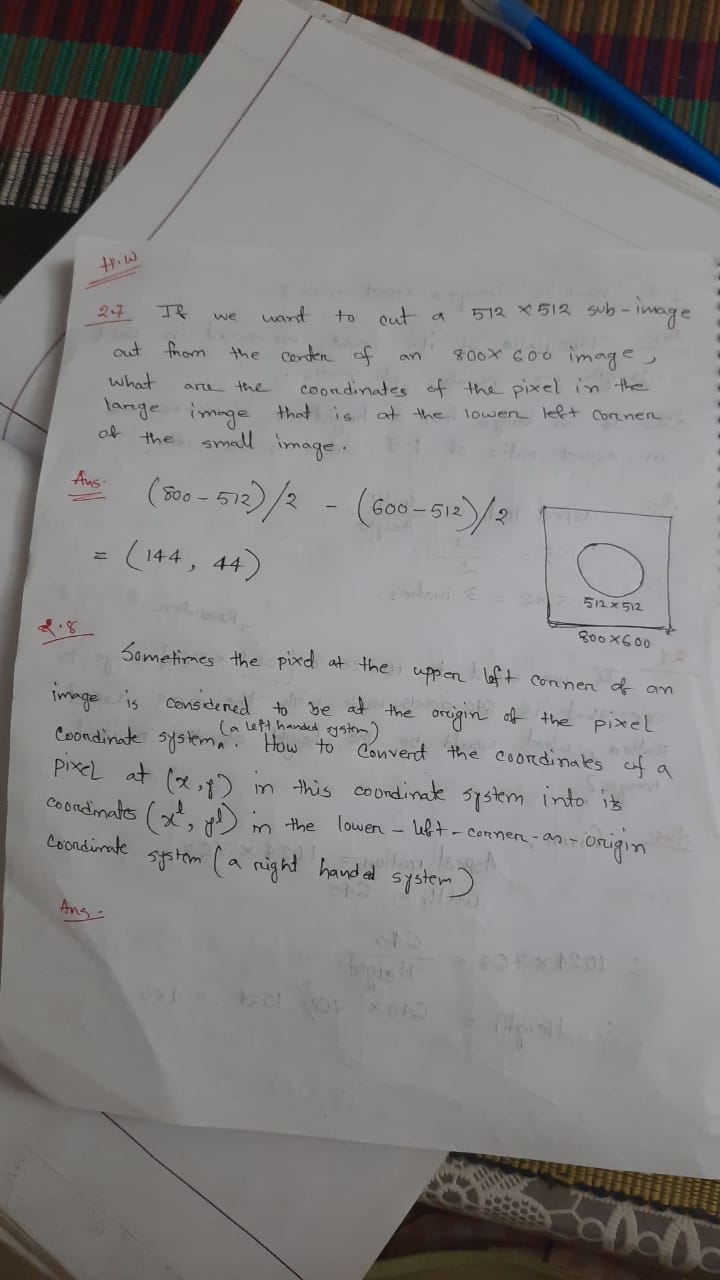 H.W
2.7 If we want to cut a 512 × 512 sub-image
out from the center of an 800× 600 image,
what are the coordinates of the pixel in the
large image that is at the lower left corner
of the small image.
Ans. (800 - 512)/2 - (600-512)/2
= (144, 44)
512×512
800×600
2.8
Sometimes the pixel at the upper left corner of an
image is considered to be at the origin of the pixel
(a left handed system)
coordinate system. How to convert the coordinates of a
pixel at (x,y) in this coordinate system into its
coordinates (x', y') in the lower-left-corner-as-origin
coordinate system (a right handed system)
Ans-